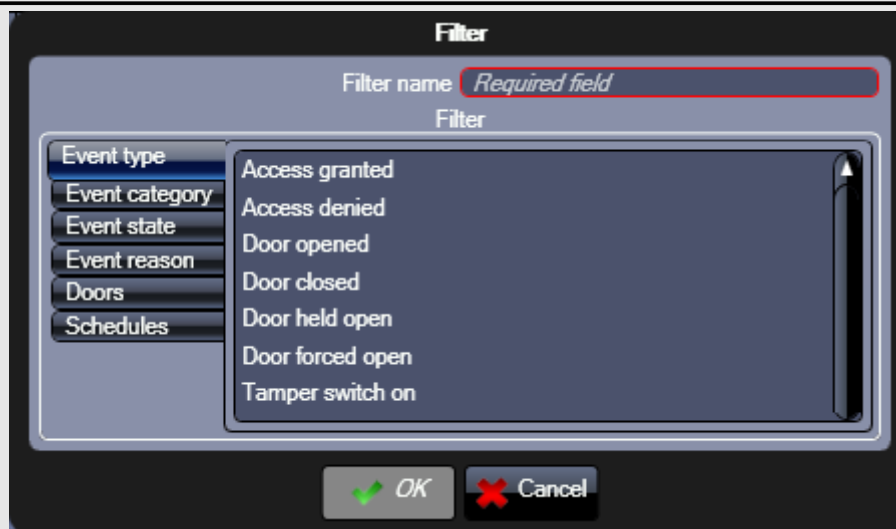 Filter
Filter name Required field
Filter
Event type
Event category
Event state
Event reason
Doors
Schedules
Access granted
Access denied
Door opened
Door closed
Door held open
Door forced open
Tamper switch on
OK Cancel